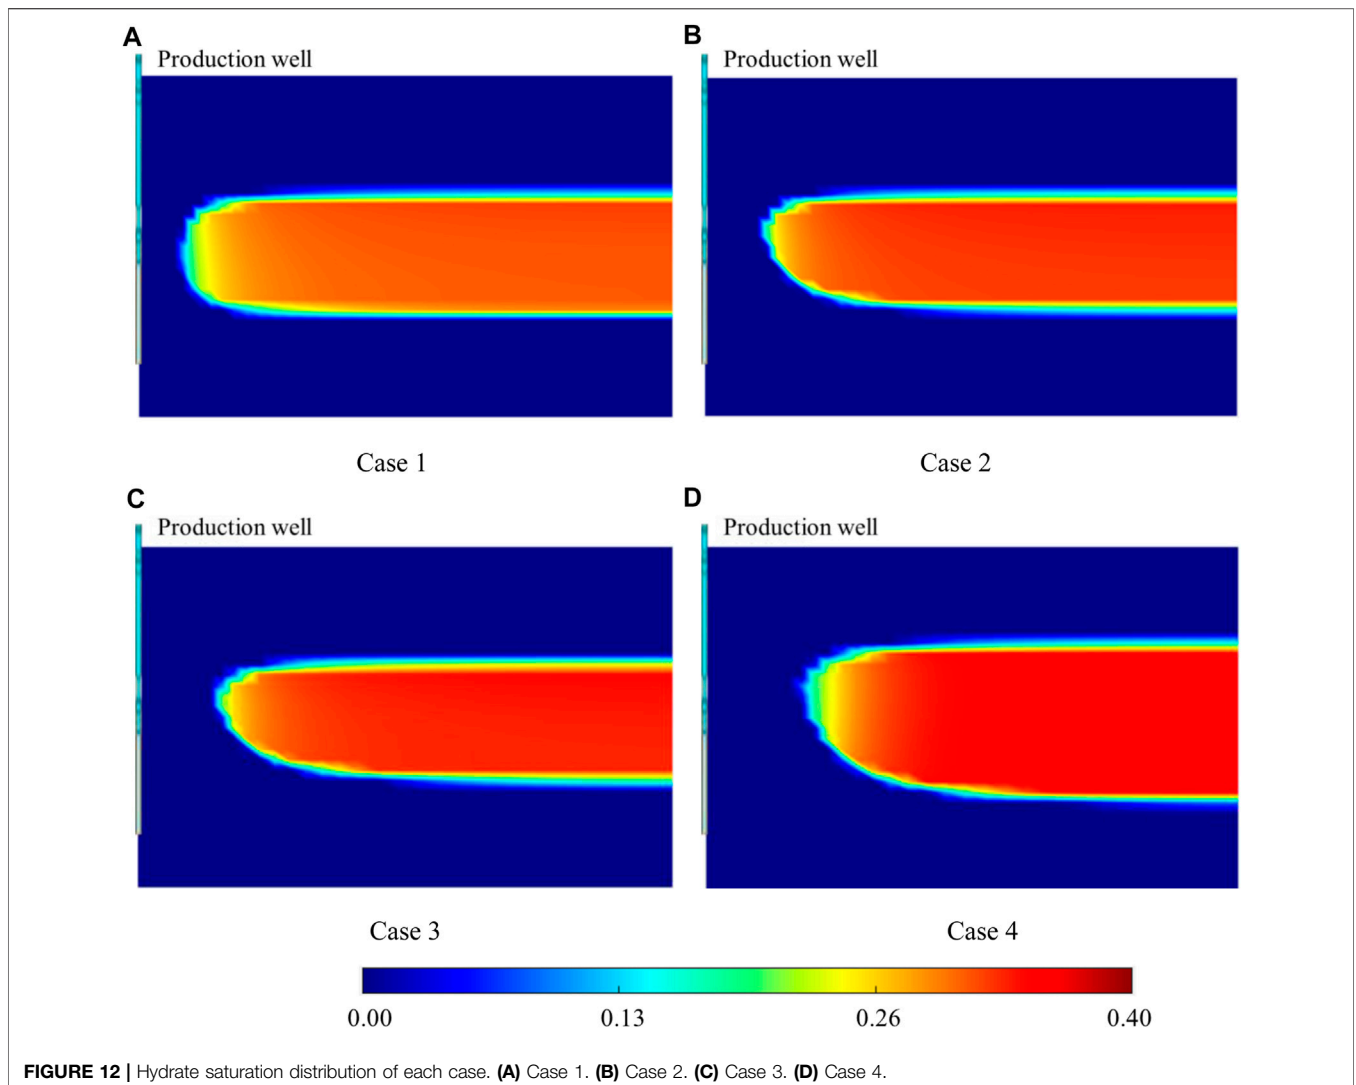 A
Production well
Case 1
B
Production well
Case 2
C
Production well
Case 3
D
Production well
Case 4
0.00 0.13 0.26 0.40
FIGURE 12 | Hydrate saturation distribution of each case. (A) Case 1. (B) Case 2. (C) Case 3. (D) Case 4.